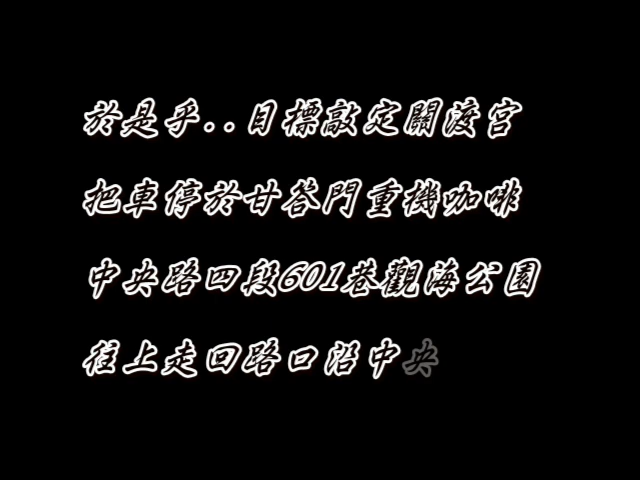 於是乎..目標敲定關渡宮
把車停於甘答門重機咖啡
中央路四段601巷觀海公園
往上走回路口沿中央